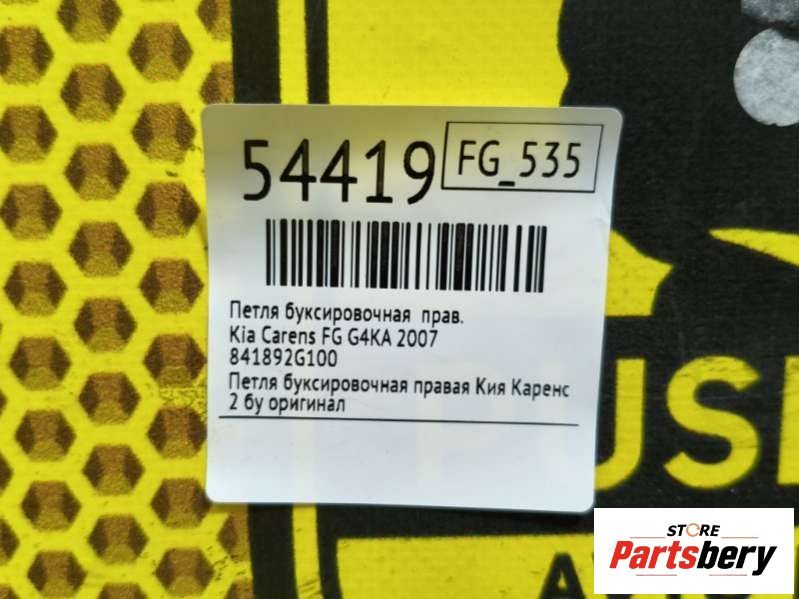 54419
FG_535
Петля буксировочная прав.
Kia Carens FG G4KA 2007
841892G100
Петля буксировочная правая Кия Каренс
2 бу оригинал
STORE
Partsbery